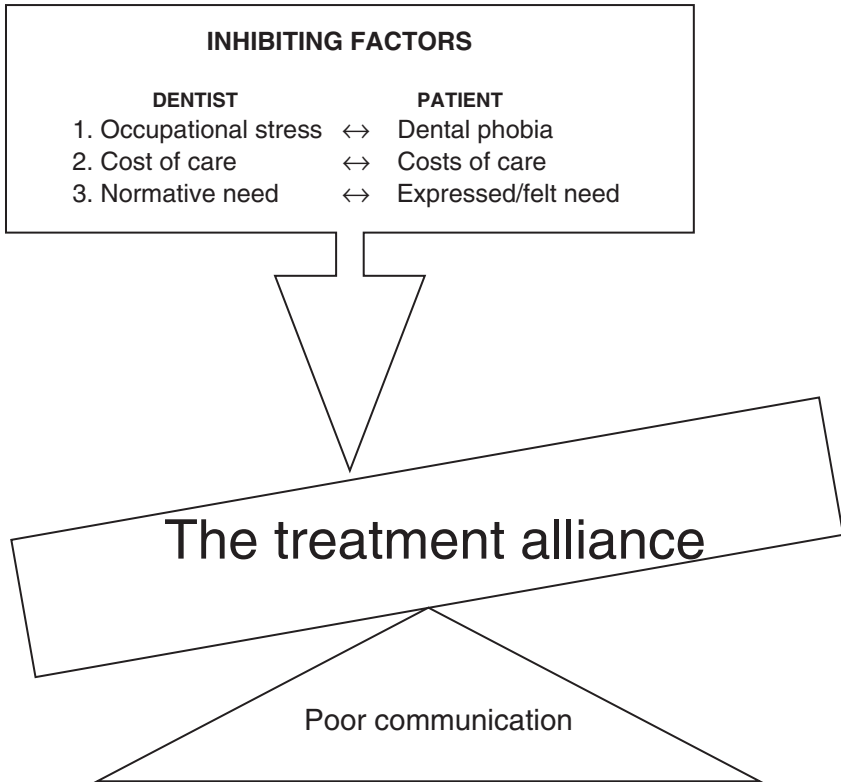 INHIBITING FACTORS
DENTIST PATIENT
1. Occupational stress ↔ Dental phobia
2. Cost of care ↔ Costs of care
3. Normative need ↔ Expressed/felt need
The treatment alliance
Poor communication